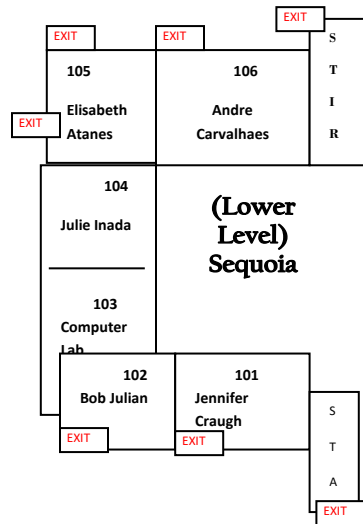 EXIT
EXIT
EXIT
S
T
I
R
105
Elisabeth
Atanes
106
Andre
Carvalhaes
EXIT
104
Julie Inada
(Lower
Level)
Sequoia
103
Computer
Lab
102
Bob Julian
101
Jennifer
Craugh
EXIT
EXIT
S
T
A
EXIT